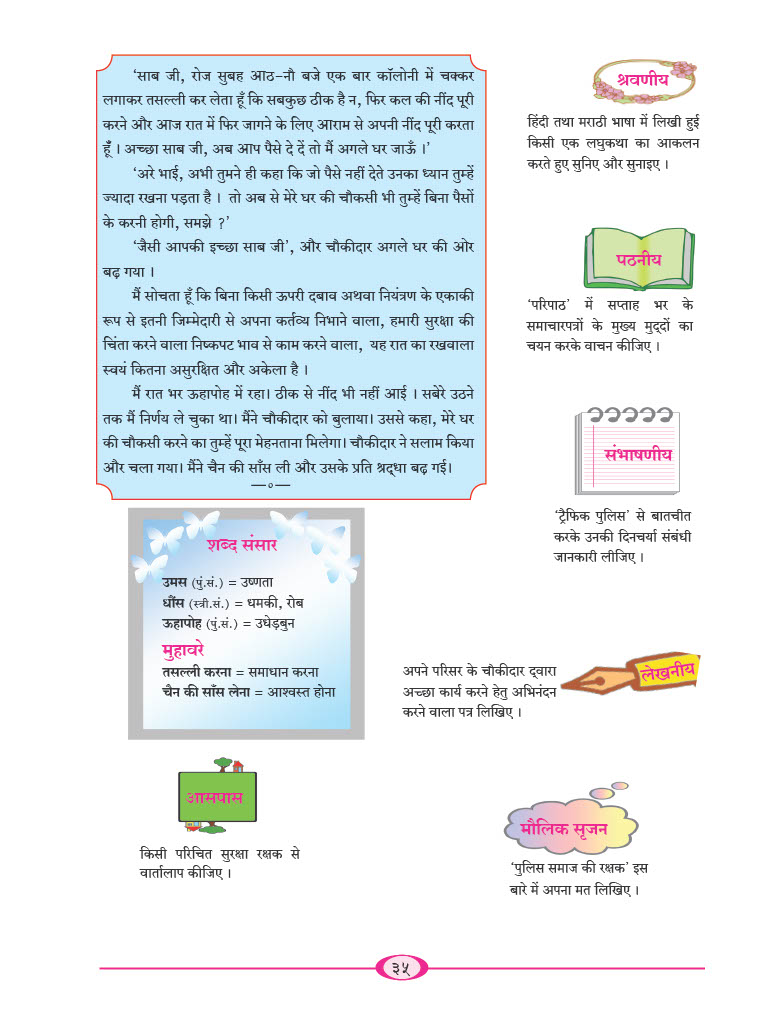 ‘साब जी, रोज सुबह आठ-नौ बजे एक बार कॉलोनी में चक्कर
लगाकर तसल्ली कर लेता हूँ कि सबकुछ ठीक है न, फिर कल की नींद पूरी
करने और आज रात में फिर जागने के लिए आराम से अपनी नींद पूरी करता
हूँ । अच्छा साब जी, अब आप पैसे दे दें तो मैं अगले घर जाऊँ ।’
‘अरे भाई, अभी तुमने ही कहा कि जो पैसे नहीं देते उनका ध्यान तुम्हें
ज्यादा रखना पड़ता है । तो अब से मेरे घर की चौकसी भी तुम्हें बिना पैसों
के करनी होगी, समझे ?’
‘जैसी आपकी इच्छा साब जी’, और चौकीदार अगले घर की ओर
बढ़ गया ।
मैं सोचता हूँ कि बिना किसी ऊपरी दबाव अथवा नियंत्रण के एकाकी
रूप से इतनी जिम्मेदारी से अपना कर्तव्य निभाने वाला, हमारी सुरक्षा की
चिंता करने वाला निष्कपट भाव से काम करने वाला, यह रात का रखवाला
स्वयं कितना असुरक्षित और अकेला है ।
मैं रात भर ऊहापोह में रहा। ठीक से नींद भी नहीं आई । सबेरे उठने
तक मैं निर्णय ले चुका था। मैंने चौकीदार को बुलाया। उससे कहा, मेरे घर
की चौकसी करने का तुम्हें पूरा मेहनताना मिलेगा। चौकीदार ने सलाम किया
और चला गया। मैंने चैन की साँस ली और उसके प्रति श्रद्धा बढ़ गई।
—०—
श्रवणीय
हिंदी तथा मराठी भाषा में लिखी हुई
किसी एक लघुकथा का आकलन
करते हुए सुनिए और सुनाइए ।
पठनीय
‘परिपाठ’ में सप्ताह भर के
समाचारपत्रों के मुख्य मुद्दों का
चयन करके वाचन कीजिए ।
संभाषणीय
‘ट्रैफिक पुलिस’ से बातचीत
करके उनकी दिनचर्या संबंधी
जानकारी लीजिए ।
शब्द संसार
उमस (पुं.सं.) = उष्णता
धौंस (स्त्री.सं.) = धमकी, रोब
ऊहापोह (पुं.सं.) = उधेड़बुन
मुहावरे
तसल्ली करना = समाधान करना
चैन की साँस लेना = आश्वस्त होना
लेखनीय
अपने परिसर के चौकीदार द्वारा
अच्छा कार्य करने हेतु अभिनंदन
करने वाला पत्र लिखिए ।
आसपास
किसी परिचित सुरक्षा रक्षक से
वार्तालाप कीजिए ।
मौलिक सृजन
‘पुलिस समाज की रक्षक’ इस
बारे में अपना मत लिखिए ।
३५